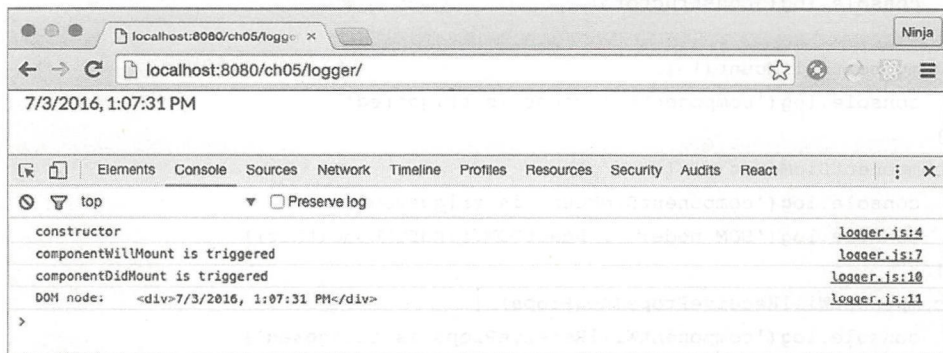 localhost:8080/ch05/logge
Ninja
localhost:8080/ch05/logger/
7/3/2016, 1:07:31 PM
Elements Console Sources Network Timeline Profiles Resources Security Audits React
top Preserve log
constructor logger.js:4
componentWillMount is triggered logger.js:7
componentDidMount is triggered logger.js:10
DOM node: <div>7/3/2016, 1:07:31 PM</div> logger.js:11
>